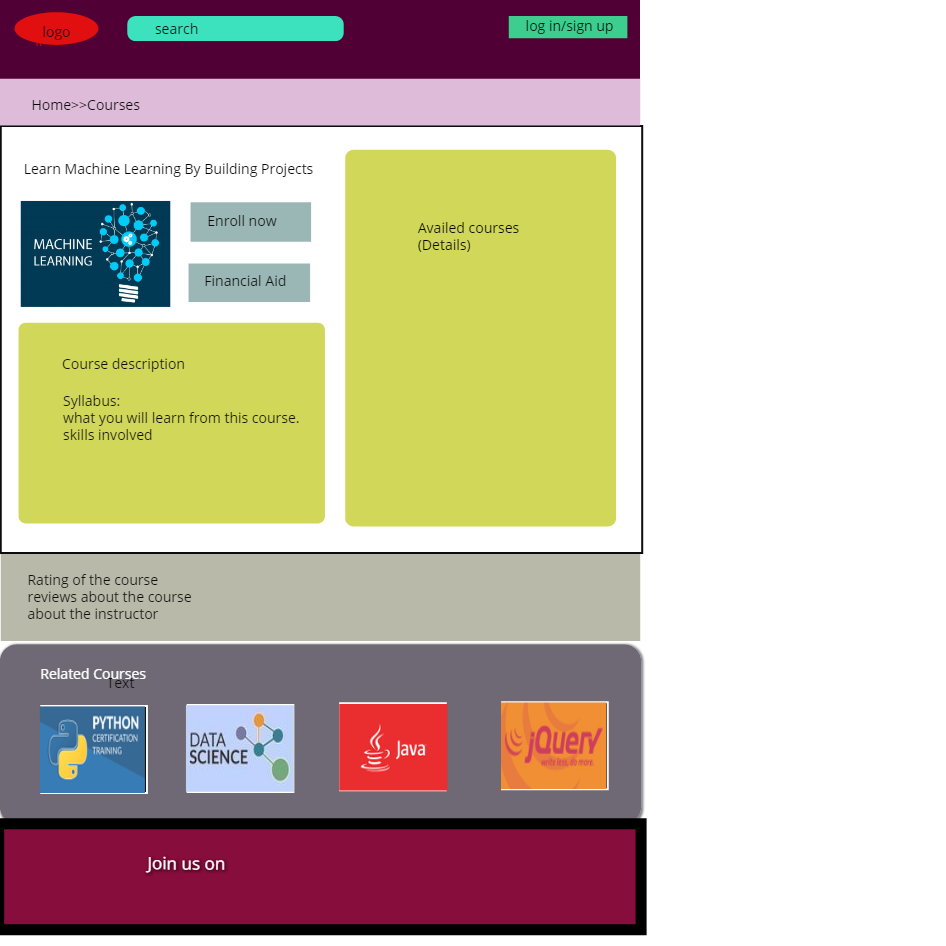 logo
search
log in/sign up
Home>>Courses
Learn Machine Learning By Building Projects
MACHINE
LEARNING
Enroll now
Financial Aid
Availed courses
(Details)
Course description
Syllabus:
what you will learn from this course.
skills involved
Rating of the course
reviews about the course
about the instructor
Related Courses
Text
PYTHON
CERTIFICATION
TRAINING
DATA
SCIENCE
Java
jQuery
write less, do more.
Join us on